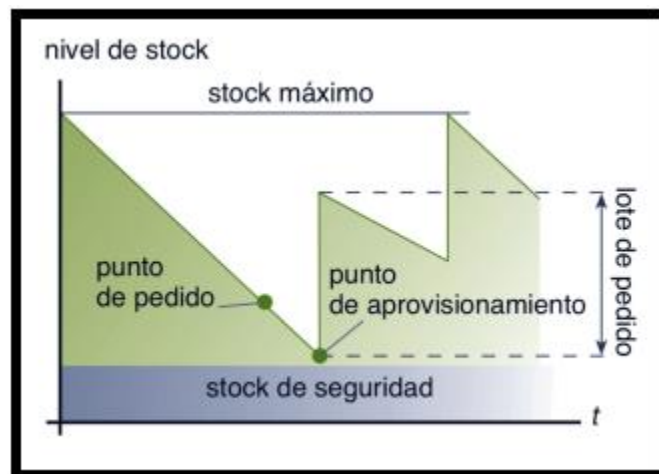 nivel de stock
stock máximo
punto
de pedido
punto
de aprovisionamiento
lote de pedido
stock de seguridad
t